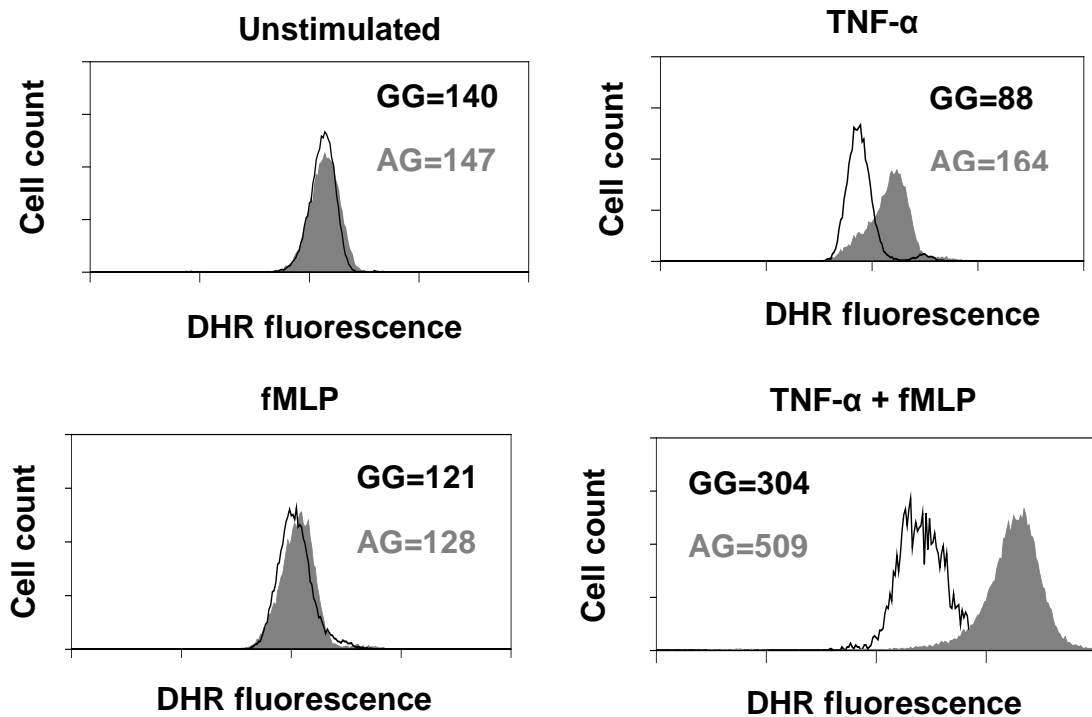 Unstimulated
GG=140
AG=147
Cell count
DHR fluorescence
TNF-α
GG=88
AG=164
Cell count
DHR fluorescence
fMLP
GG=121
AG=128
Cell count
DHR fluorescence
TNF-α + fMLP
GG=304
AG=509
Cell count
DHR fluorescence